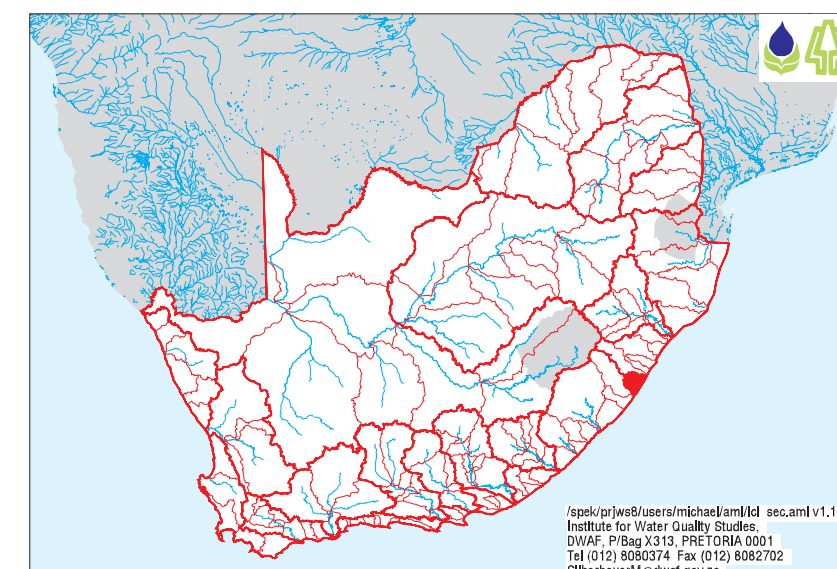 /spek/prjws8/users/michael/aml/lcl sec.aml v1.1
Institute for Water Quality Studies,
DWAF, P/Bag X313, PRETORIA 0001
Tel (012) 8080374 Fax (012) 8082702